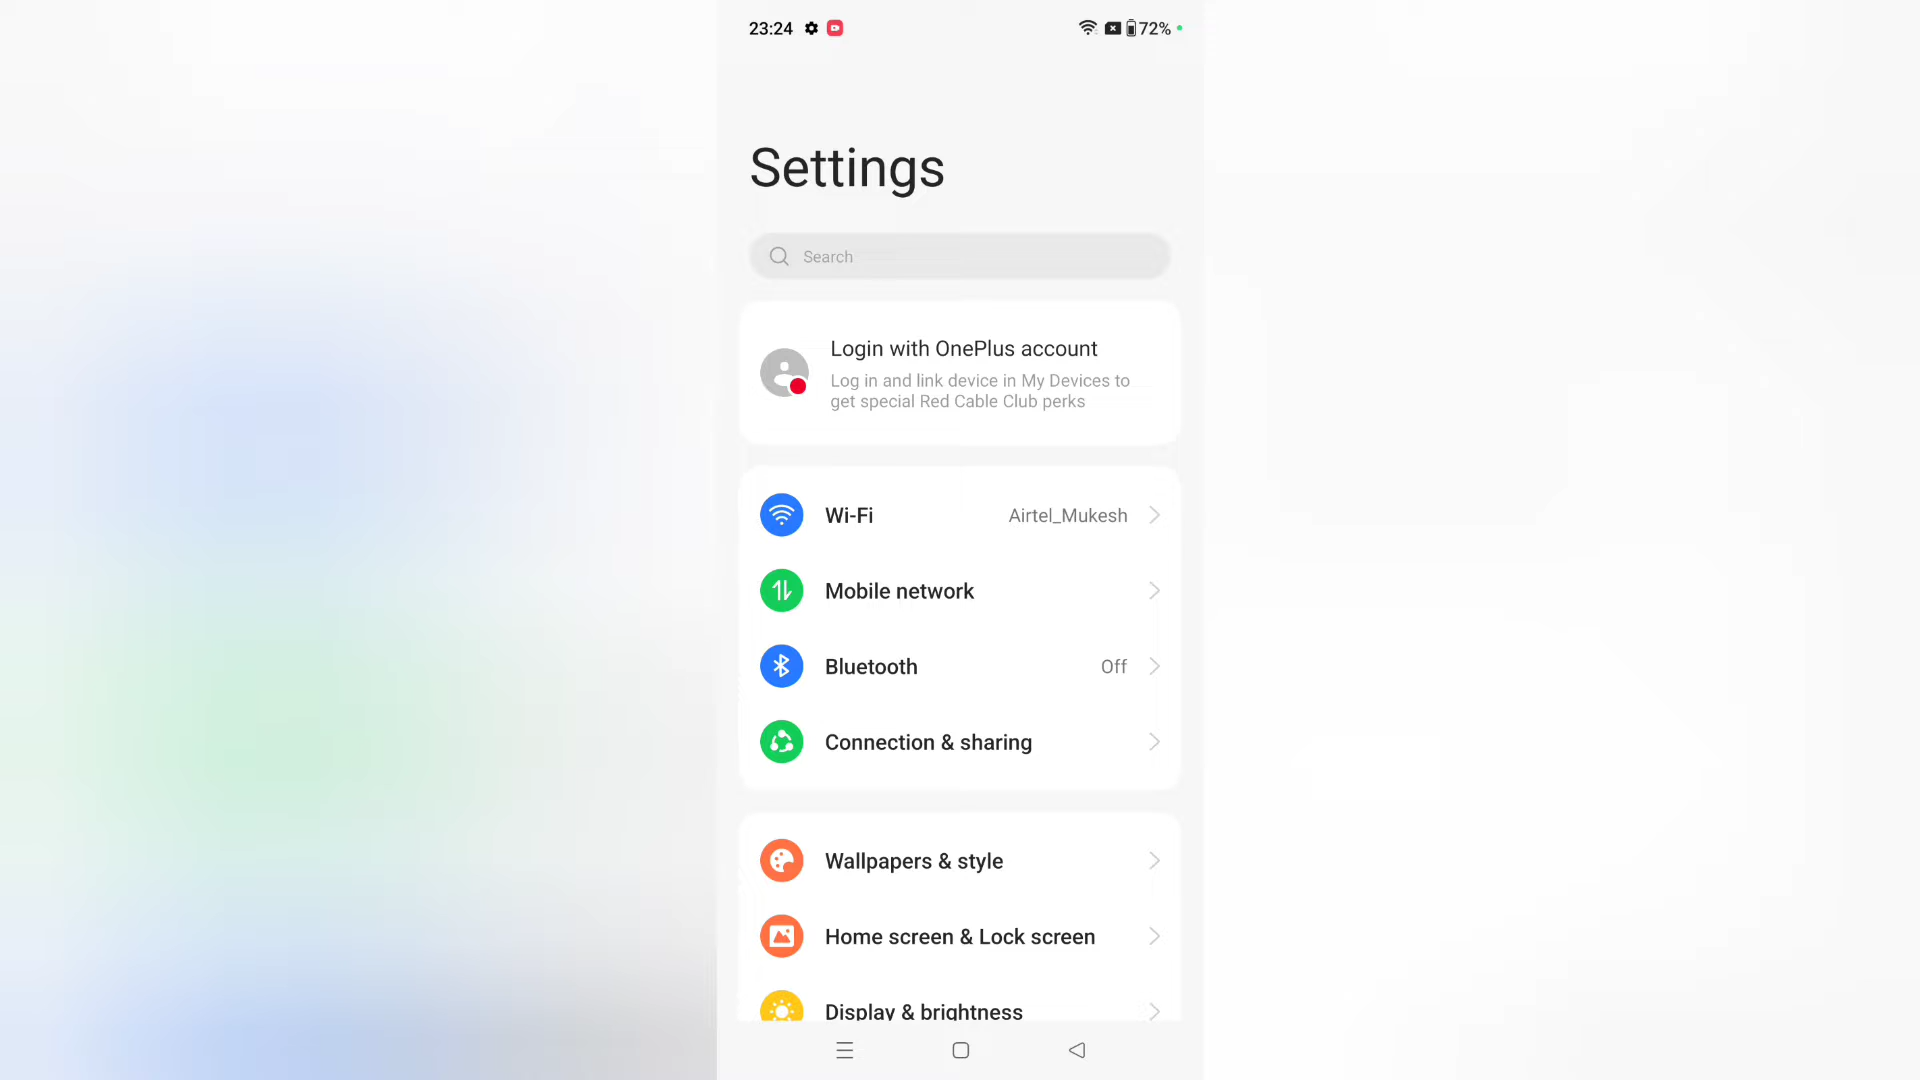 23:24 72%
Settings
Search
Login with OnePlus account
Log in and link device in My Devices to
get special Red Cable Club perks
Wi-Fi Airtel_Mukesh
Mobile network
Bluetooth Off
Connection & sharing
Wallpapers & style
Home screen & Lock screen
Display & brightness